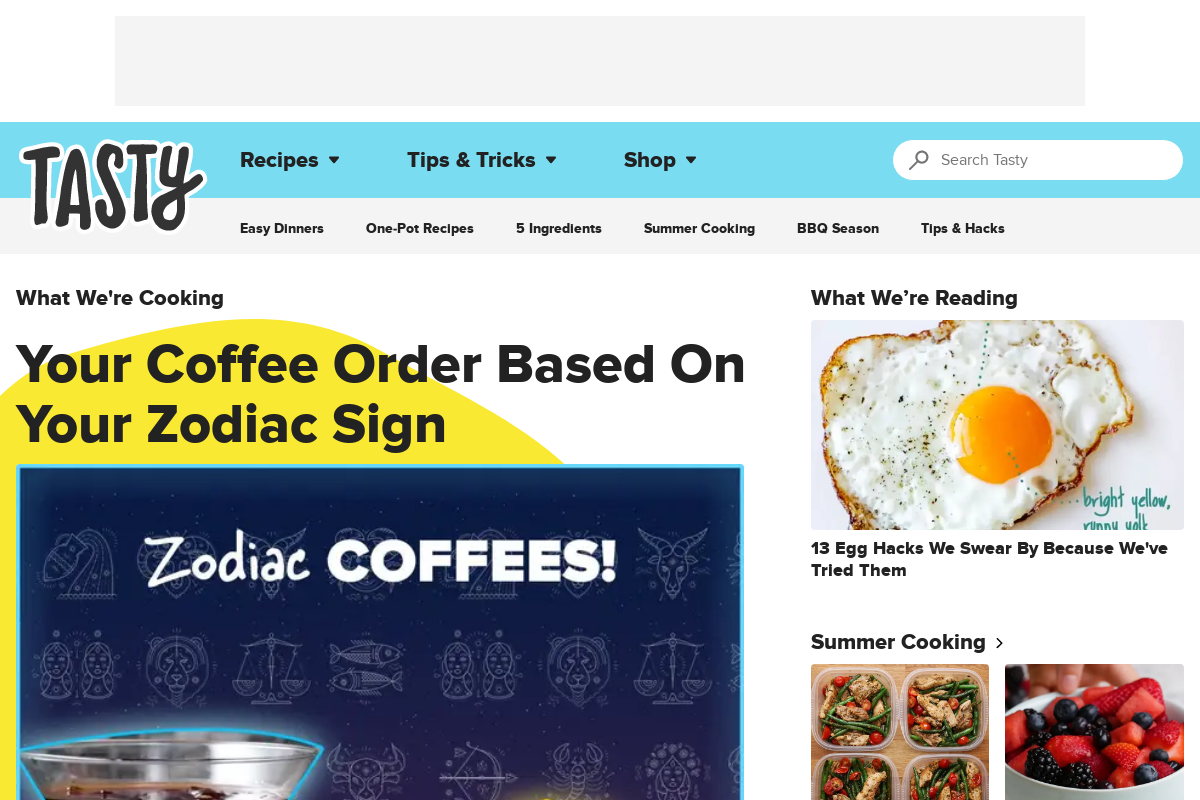 TASTY
Recipes
Tips & Tricks
Shop
Search Tasty
Easy Dinners
One-Pot Recipes
5 Ingredients
Summer Cooking
BBQ Season
Tips & Hacks
What We're Cooking
Your Coffee Order Based On
Your Zodiac Sign
Zodiac COFFEES!
What We’re Reading
bright yellow,
runny yolk
13 Egg Hacks We Swear By Because We've
Tried Them
Summer Cooking